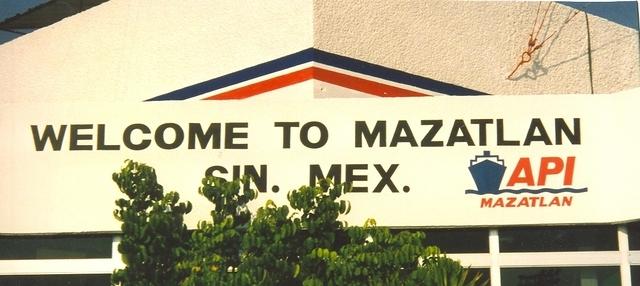 WELCOME TO MAZATLAN
SIN. MEX.
API
MAZATLAN